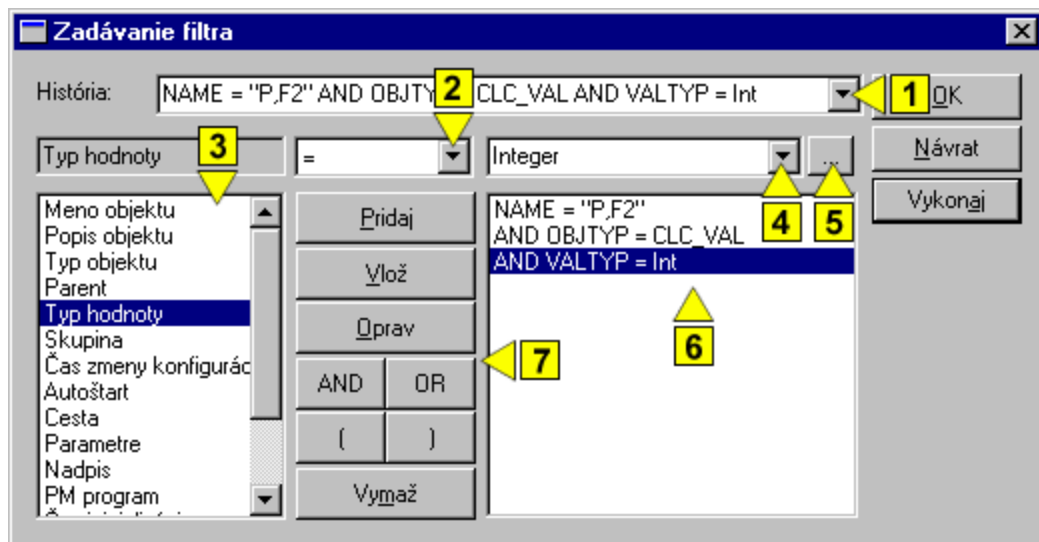 Zadávanie filtra
História: NAME = "P,F2" AND OBJTY CLC_VAL AND VALTYP = Int
2
1
OK
Typ hodnoty 3 = Integer ... Návrat
Vykonaj
4
5
Meno objektu
Popis objektu
Typ objektu
Parent
Typ hodnoty
Skupina
Čas zmeny konfigurác
Autoštart
Cesta
Parametre
Nadpis
PM program
Pridaj
Vlož
Oprav
AND OR
( )
Vymaž
7
NAME = "P,F2"
AND OBJTYP = CLC_VAL
AND VALTYP = Int
6